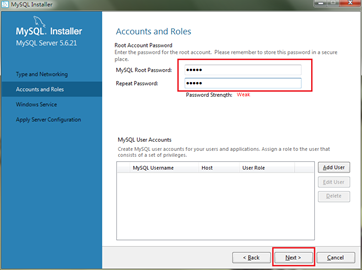 MySQL Installer
MySQL. Installer
MySQL Server 5.6.21
Type and Networking
Accounts and Roles
Windows Service
Apply Server Configuration
Accounts and Roles
Root Account Password
Enter the password for the root account. Please remember to store this password in a secure
place.
MySQL Root Password:
Repeat Password:
Password Strength: Weak
MySQL User Accounts
Create MySQL user accounts for your users and applications. Assign a role to the user that
consists of a set of privileges.
MySQL Username Host User Role
Add User
Edit User
Delete
< Back
Next >
Cancel